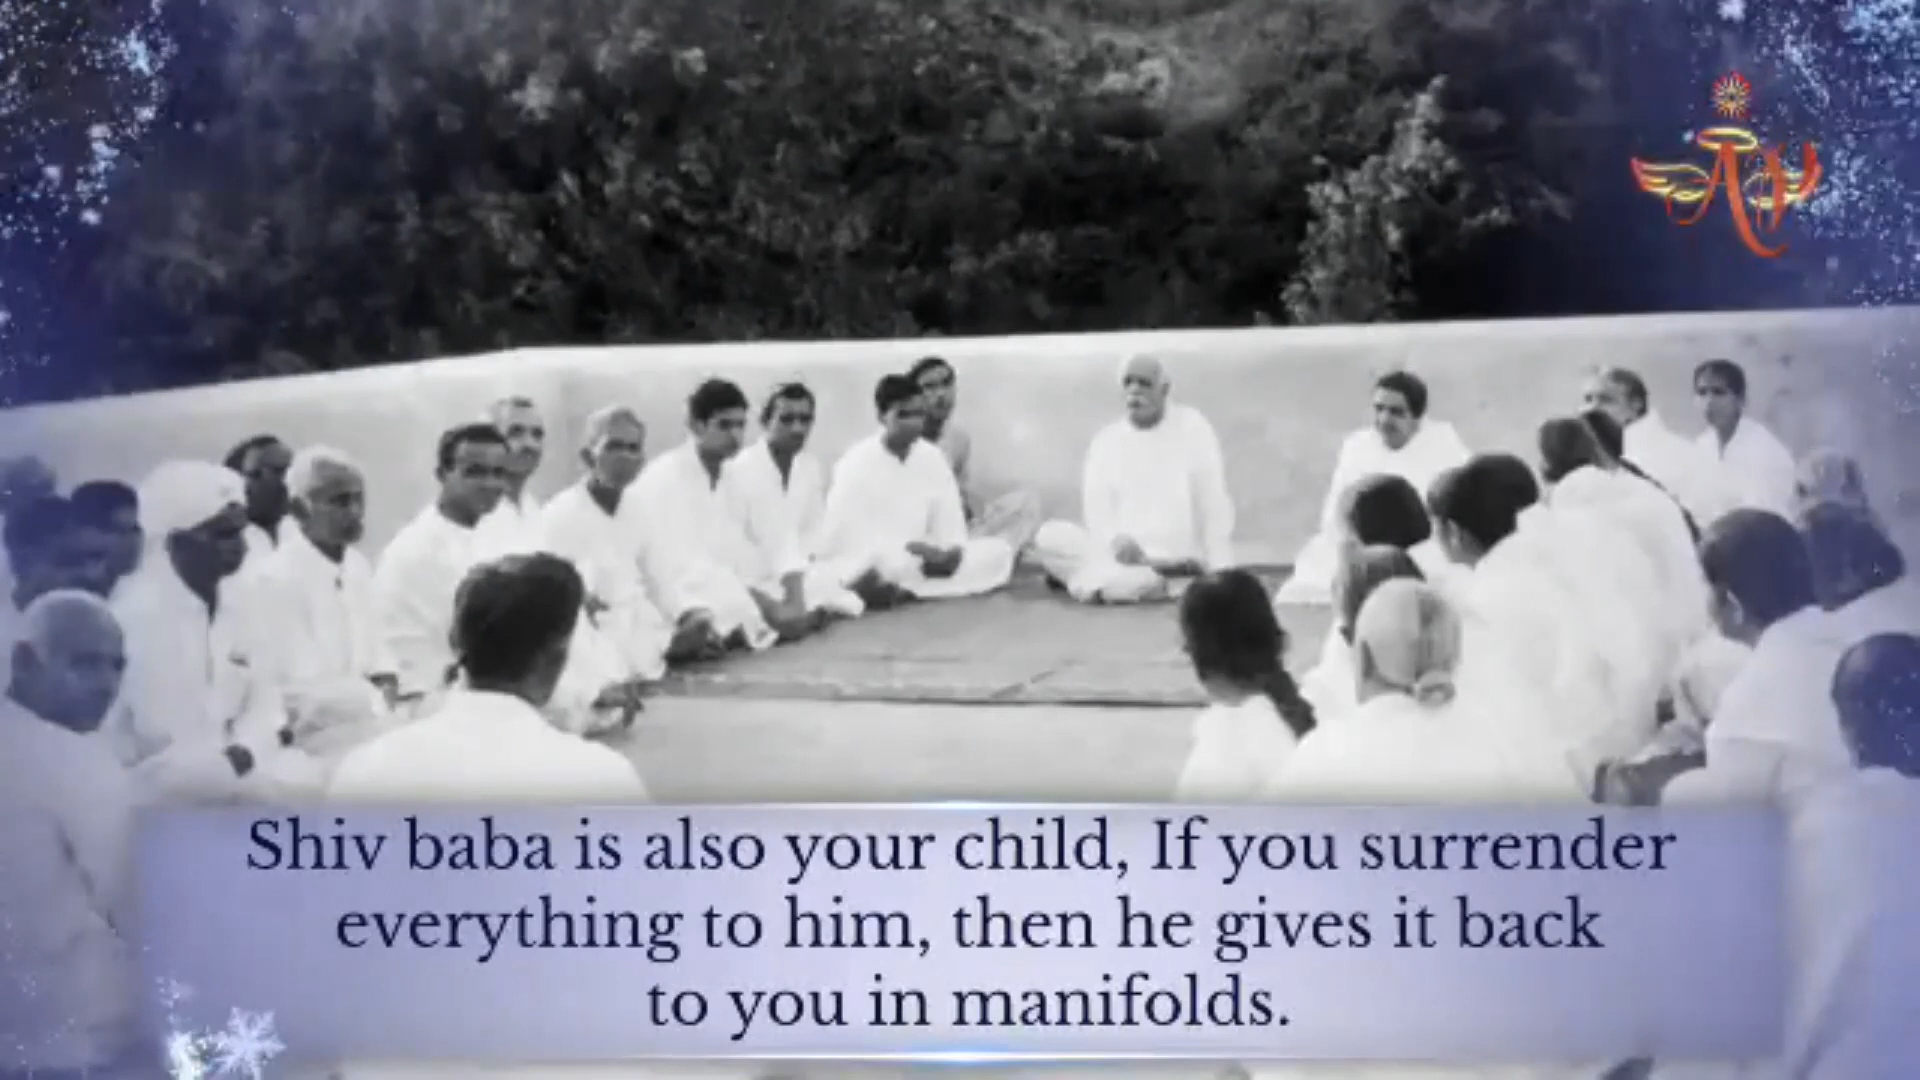 Shiv baba is also your child, If you surrender
everything to him, then he gives it back
to you in manifolds.